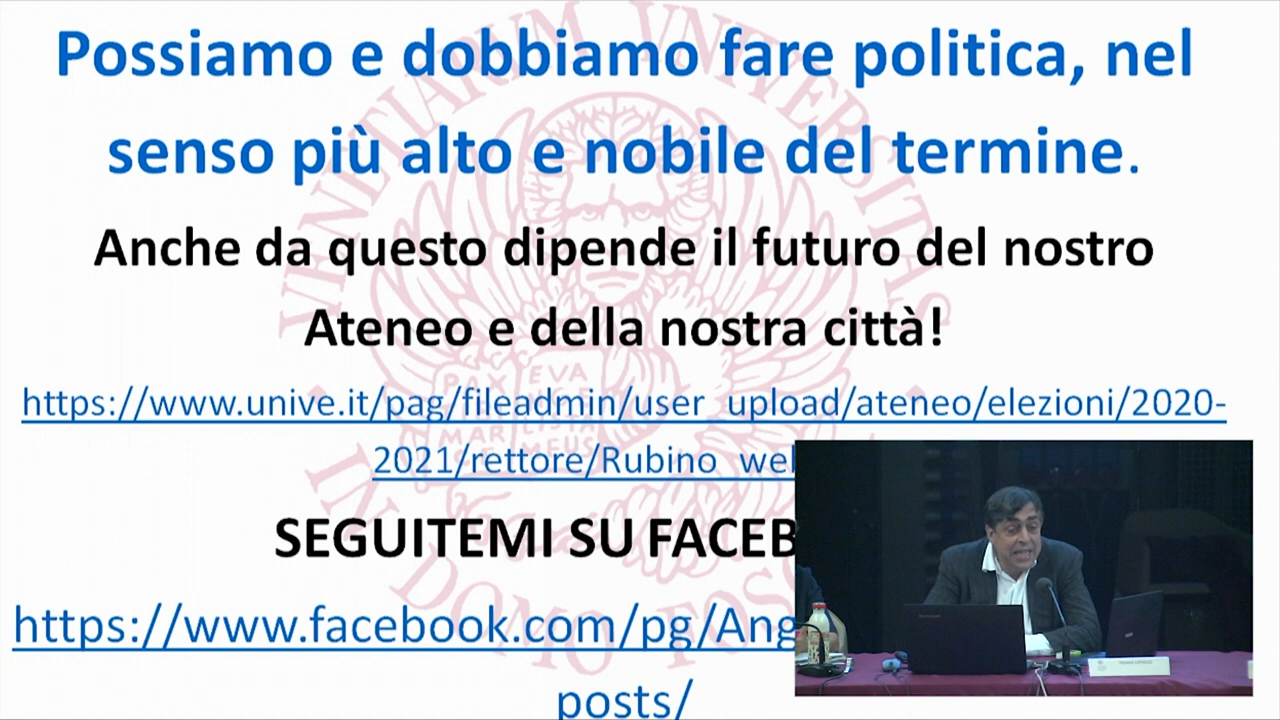 Possiamo e dobbiamo fare politica, nel
senso più alto e nobile del termine.
Anche da questo dipende il futuro del nostro
Ateneo e della nostra città!
https://www.unive.it/pag/fileadmin/user_upload/ateneo/elezioni/2020-
2021/rettore/Rubino_we
SEGUITEMI SU FACEB
https://www.facebook.com/pg/Ang
posts/